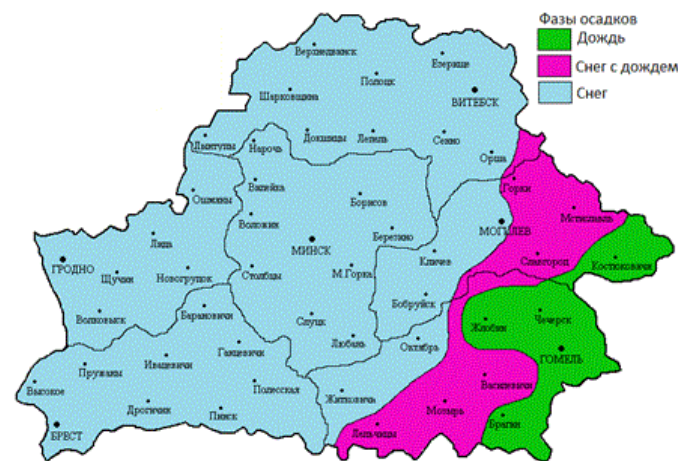 Фазы осадков
Дождь
Снег с дождем
Снег
Верхнедвинск
Езерище
Полоцк
Шарковщина
ВИТЕБСК
Лынтупы
Нарочь
Докшицы
Лепель
Сенно
Орша
Ошмяны
Вилейка
Борисов
Горки
Мстиславль
Воложин
Березино
МОГИЛЕВ
Лида
МИНСК
Кличев
Славгород
Костюковичи
ГРОДНО
Щучин
Новогрудок
Столбцы
М.Горка
Бобруйск
Волковыск
Барановичи
Слуцк
Жлобин
Чечерск
Любань
Октябрь
Ганцевичи
Ивацевичи
Пружаны
ГОМЕЛЬ
Высокое
Полесская
Житковичи
Василевичи
Дрогичин
Пинск
Мозырь
Брагин
БРЕСТ
Лельчицы